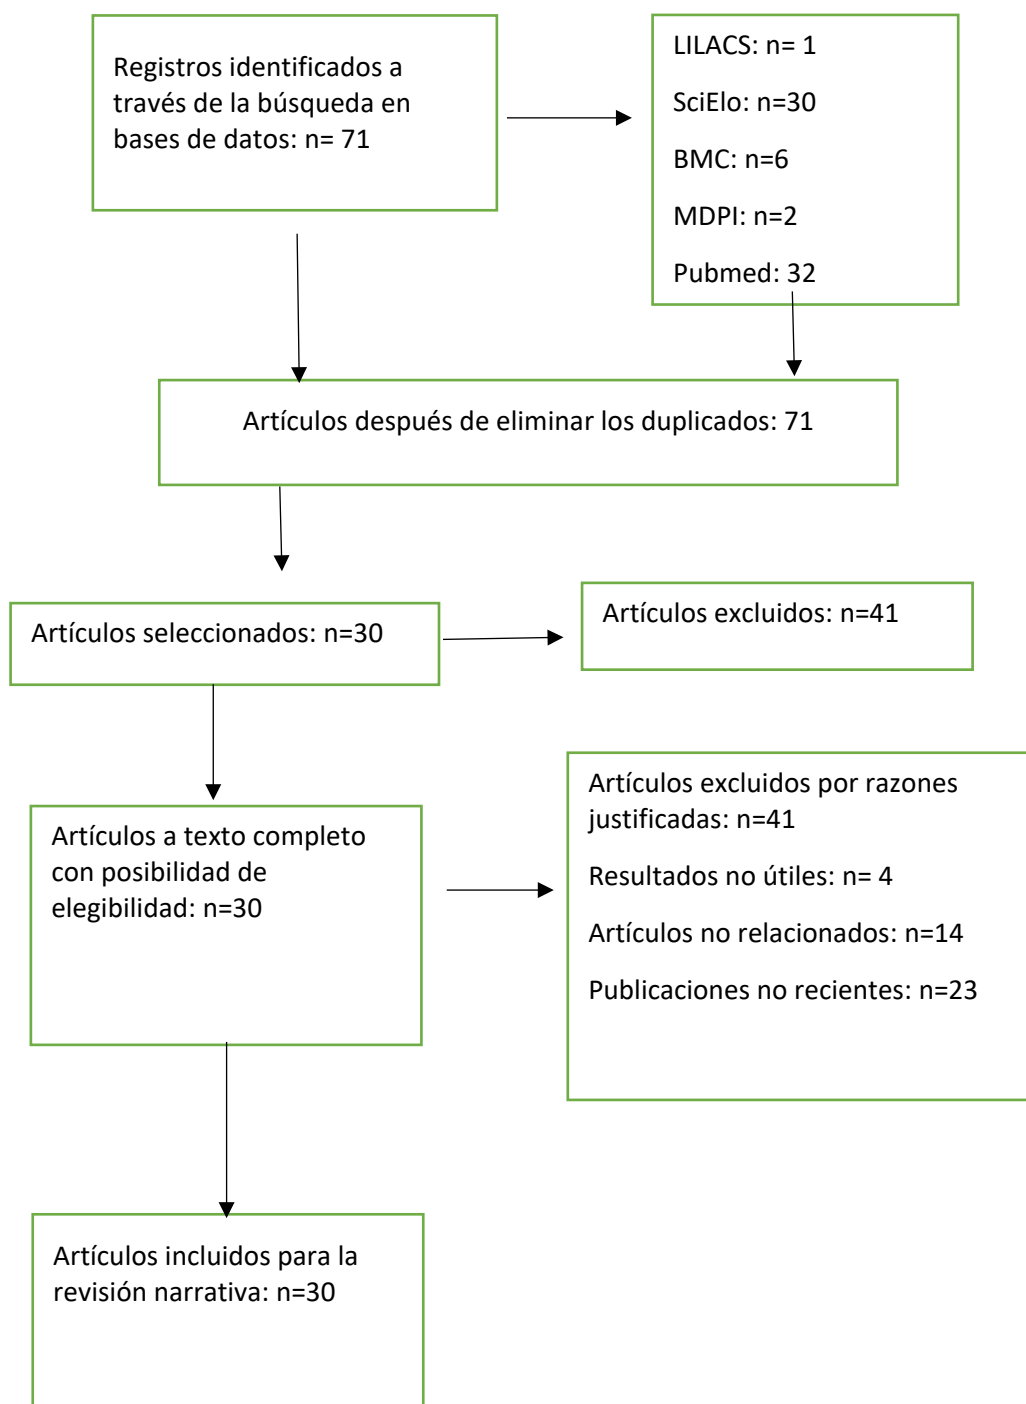 Registros identificados a
través de la búsqueda en
bases de datos: n= 71
LILACS: n= 1
SciElo: n=30
BMC: n=6
MDPI: n=2
Pubmed: 32
Artículos después de eliminar los duplicados: 71
Artículos seleccionados: n=30
Artículos excluidos: n=41
Artículos a texto completo
con posibilidad de
elegibilidad: n=30
Artículos excluidos por razones
justificadas: n=41
Resultados no útiles: n= 4
Artículos no relacionados: n=14
Publicaciones no recientes: n=23
Artículos incluidos para la
revisión narrativa: n=30